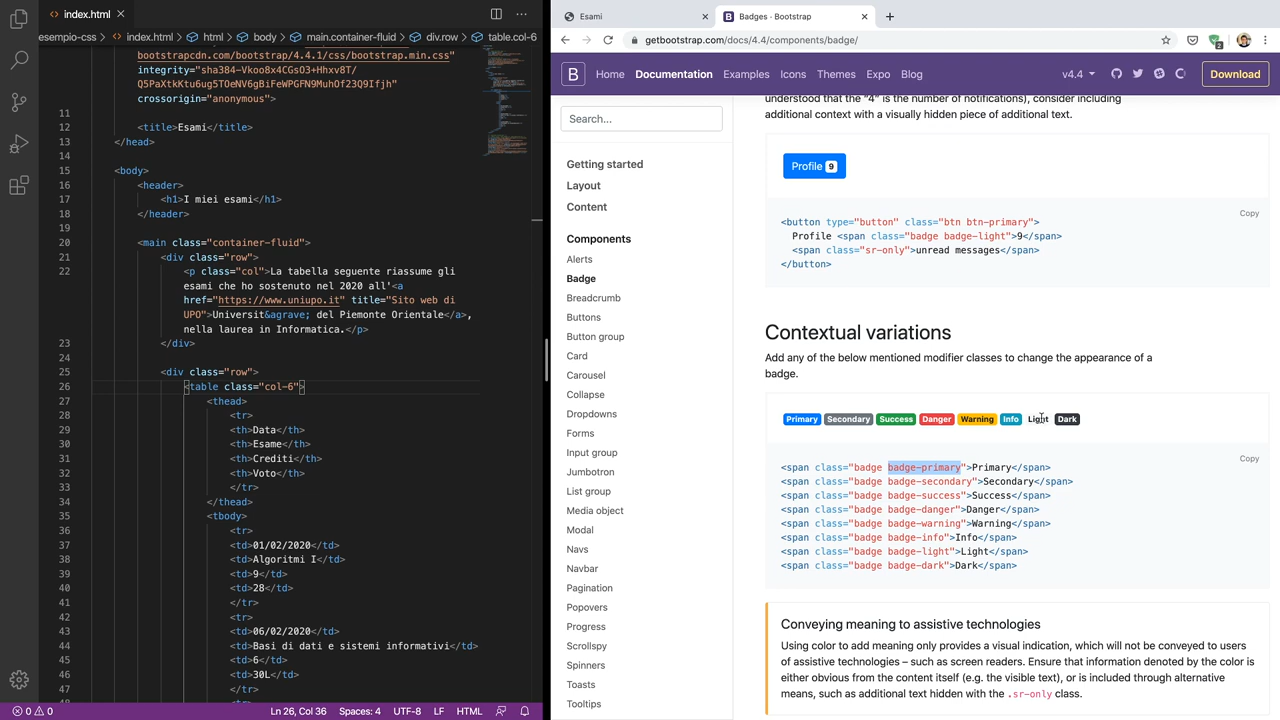 index.html
esempio-css > index.html > html > body > main.container-fluid > div.row > table.col-6
bootstrapcdn.com/bootstrap/4.4.1/css/bootstrap.min.css"
integrity="sha384-Vkoo8x4CGsO3+Hhxv8T/
Q5PaXtkKtu6ug5TOeNV6gBiFeWPGFN9MuhOf23Q9Ifjh"
crossorigin="anonymous">
11
12 <title>Esami</title>
13 </head>
14
15 <body>
16 <header>
17 <h1>I miei esami</h1>
18 </header>
19
20 <main class="container-fluid">
21 <div class="row">
22 <p class="col">La tabella seguente riassume gli
esami che ho sostenuto nel 2020 all'<a
href="https://www.uniupo.it" title="Sito web di
UPO">Universit&agrave; del Piemonte Orientale</a>,
nella laurea in Informatica.</p>
23 </div>
24
25 <div class="row">
26 <table class="col-6">
27 <thead>
28 <tr>
29 <th>Data</th>
30 <th>Esame</th>
31 <th>Crediti</th>
32 <th>Voto</th>
33 </tr>
34 </thead>
35 <tbody>
36 <tr>
37 <td>01/02/2020</td>
38 <td>Algoritmi I</td>
39 <td>9</td>
40 <td>28</td>
41 </tr>
42 <tr>
43 <td>06/02/2020</td>
44 <td>Basi di dati e sistemi informativi</td>
45 <td>6</td>
46 <td>30L</td>
47 </tr>
0 0 Ln 26, Col 36 Spaces: 4 UTF-8 LF HTML
Esami
Badges · Bootstrap
getbootstrap.com/docs/4.4/components/badge/
2
B Home Documentation Examples Icons Themes Expo Blog v4.4 Download
Search...
Getting started
Layout
Content
Components
Alerts
Badge
Breadcrumb
Buttons
Button group
Card
Carousel
Collapse
Dropdowns
Forms
Input group
Jumbotron
List group
Media object
Modal
Navs
Navbar
Pagination
Popovers
Progress
Scrollspy
Spinners
Toasts
Tooltips
understood that the "4" is the number of notifications), consider including
additional context with a visually hidden piece of additional text.
Profile 9
Copy
<button type="button" class="btn btn-primary">
Profile <span class="badge badge-light">9</span>
<span class="sr-only">unread messages</span>
</button>
Contextual variations
Add any of the below mentioned modifier classes to change the appearance of a
badge.
Primary Secondary Success Danger Warning Info Light Dark
Copy
<span class="badge badge-primary">Primary</span>
<span class="badge badge-secondary">Secondary</span>
<span class="badge badge-success">Success</span>
<span class="badge badge-danger">Danger</span>
<span class="badge badge-warning">Warning</span>
<span class="badge badge-info">Info</span>
<span class="badge badge-light">Light</span>
<span class="badge badge-dark">Dark</span>
Conveying meaning to assistive technologies
Using color to add meaning only provides a visual indication, which will not be conveyed to users
of assistive technologies – such as screen readers. Ensure that information denoted by the color is
either obvious from the content itself (e.g. the visible text), or is included through alternative
means, such as additional text hidden with the .sr-only class.